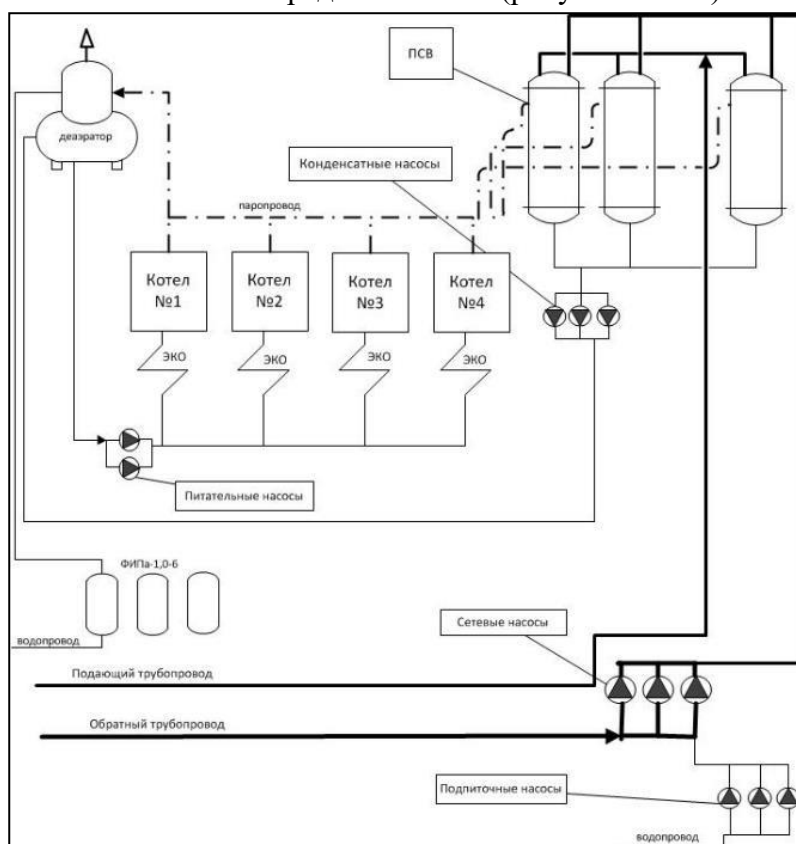 ПСВ
деаэратор
Конденсатные насосы
паропровод
Котел
№1
Котел
№2
Котел
№3
Котел
№4
ЭКО
ЭКО
ЭКО
ЭКО
Питательные насосы
ФИПа-1,0-6
водопровод
Сетевые насосы
Подающий трубопровод
Обратный трубопровод
Подпиточные насосы
водопровод